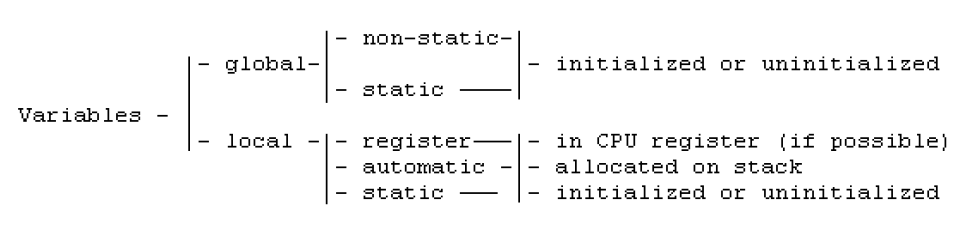 - non-static-
- global-
- initialized or uninitialized
- static
Variables -
- local -
- register - in CPU register (if possible)
- automatic - - allocated on stack
- static - initialized or uninitialized